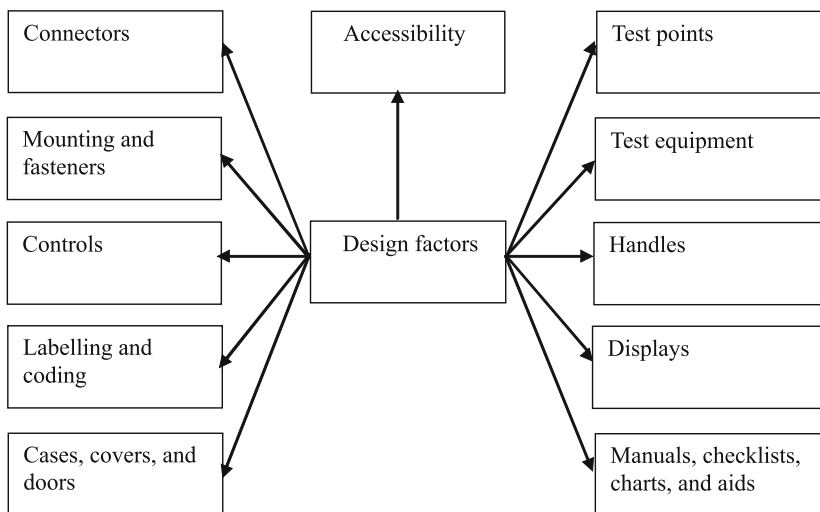 Connectors
Accessibility
Test points
Mounting and
fasteners
Test equipment
Controls
Design factors
Handles
Labelling and
coding
Displays
Cases, covers, and
doors
Manuals, checklists,
charts, and aids